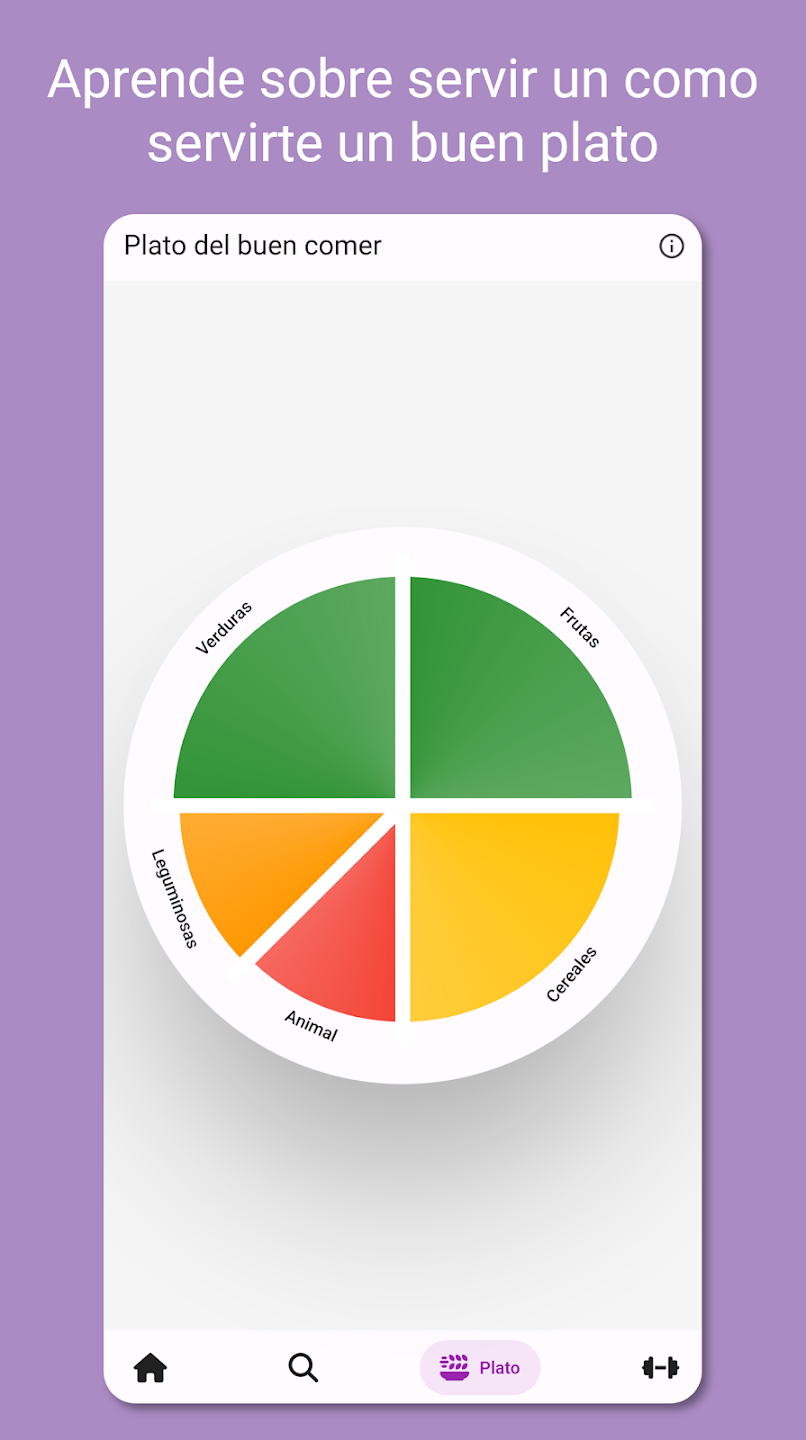 Aprende sobre servir un como
servirte un buen plato
Plato del buen comer
Verduras
Frutas
Leguminosas
Cereales
Animal
Plato